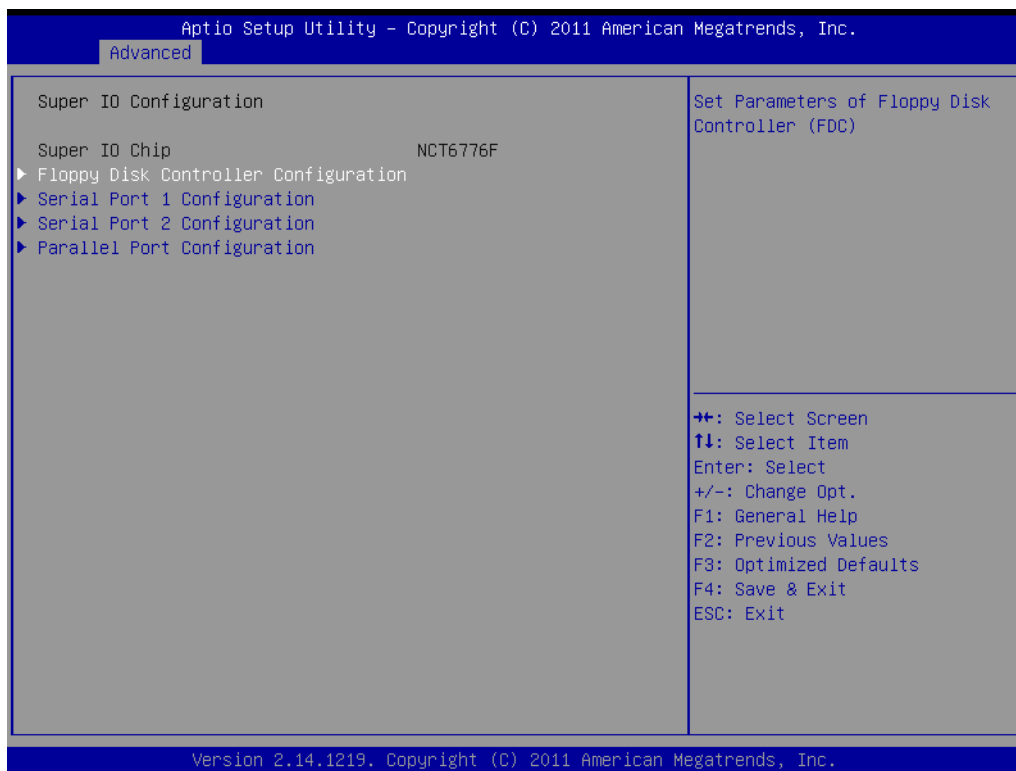 Aptio Setup Utility – Copyright (C) 2011 American Megatrends, Inc.
Advanced
Super IO Configuration
Super IO Chip NCT6776F
▶ Floppy Disk Controller Configuration
▶ Serial Port 1 Configuration
▶ Serial Port 2 Configuration
▶ Parallel Port Configuration
Set Parameters of Floppy Disk
Controller (FDC)
→←: Select Screen
↑↓: Select Item
Enter: Select
+/-: Change Opt.
F1: General Help
F2: Previous Values
F3: Optimized Defaults
F4: Save & Exit
ESC: Exit
Version 2.14.1219. Copyright (C) 2011 American Megatrends, Inc.